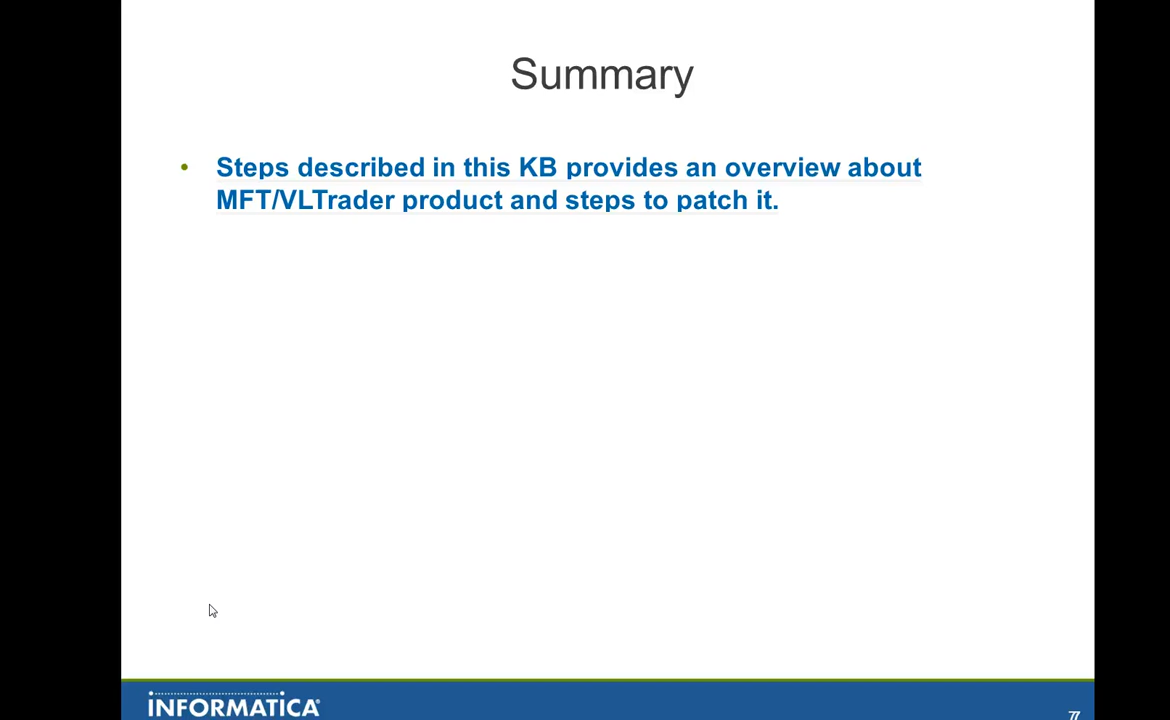 Summary
• Steps described in this KB provides an overview about
MFT/VLTrader product and steps to patch it.
INFORMATICA®
77